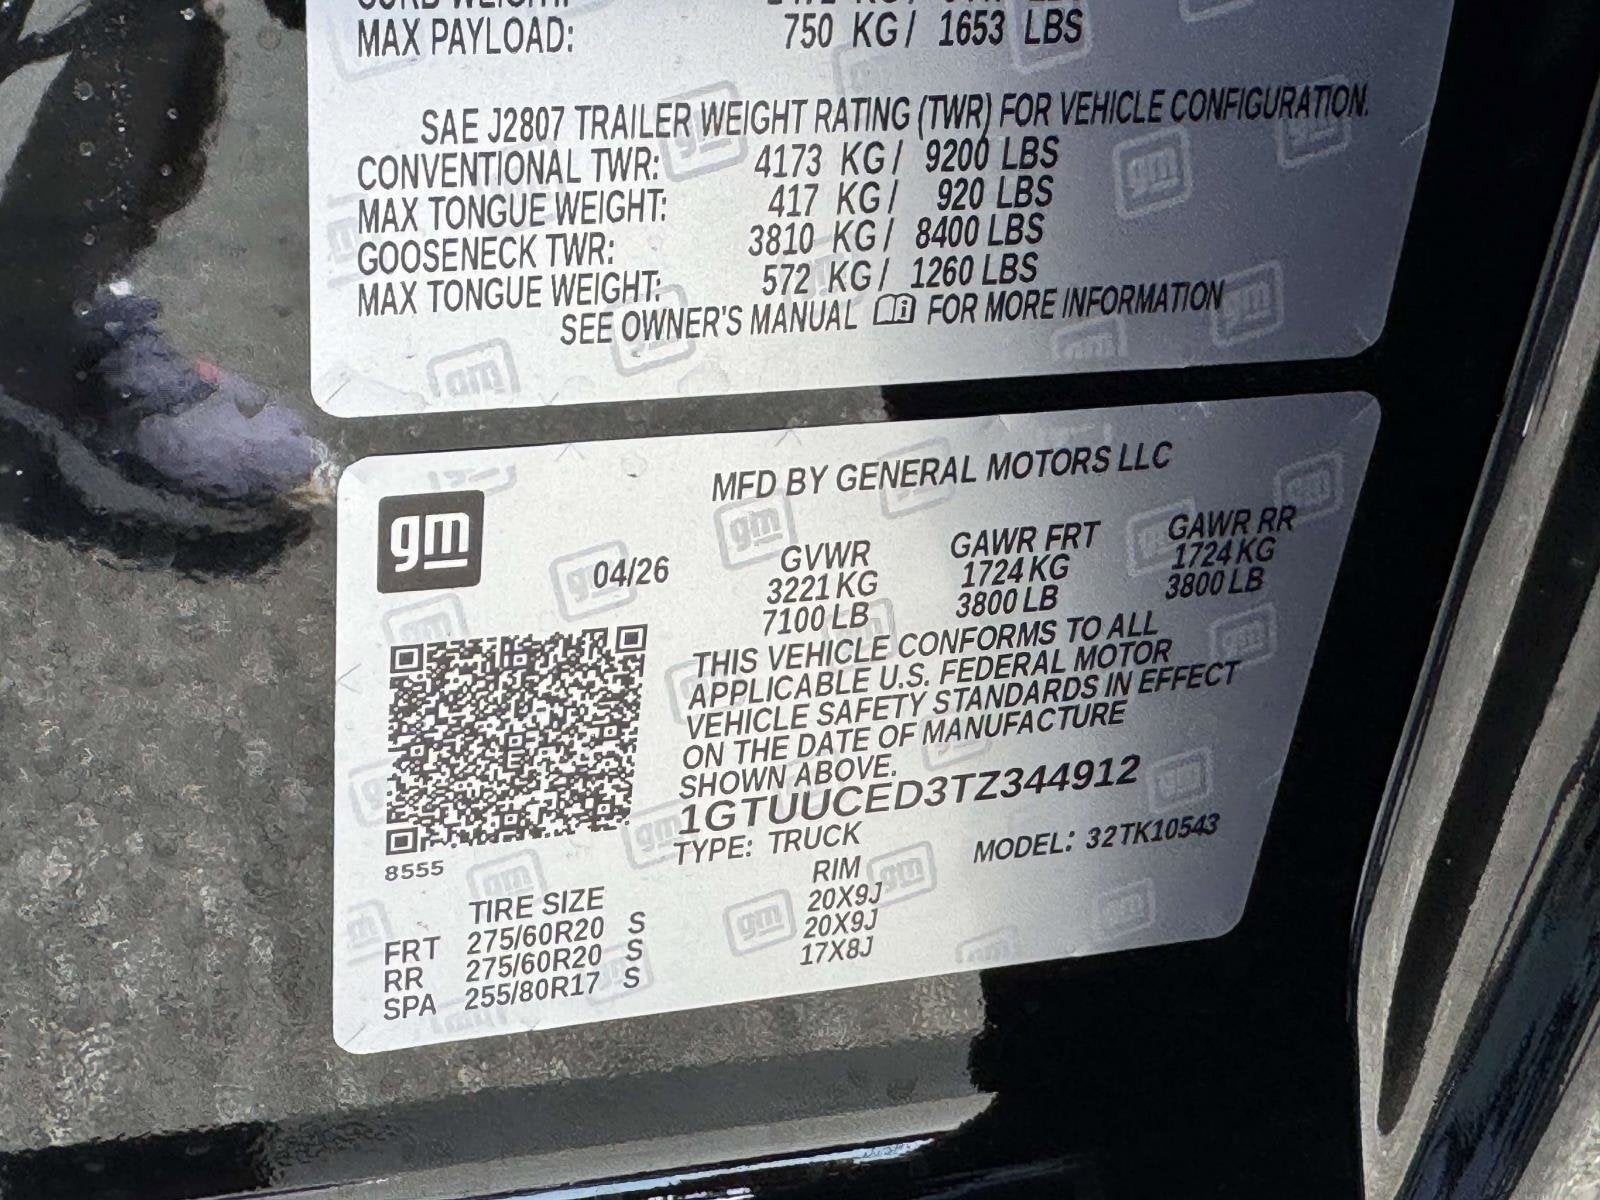 MAX PAYLOAD: 750 KG / 1653 LBS
SAE J2807 TRAILER WEIGHT RATING (TWR) FOR VEHICLE CONFIGURATION.
CONVENTIONAL TWR: 4173 KG / 9200 LBS
MAX TONGUE WEIGHT: 417 KG / 920 LBS
GOOSENECK TWR: 3810 KG / 8400 LBS
MAX TONGUE WEIGHT: 572 KG / 1260 LBS
SEE OWNER'S MANUAL FOR MORE INFORMATION
gm
MFD BY GENERAL MOTORS LLC
04/26
GVWR GAWR FRT GAWR RR
3221 KG 1724 KG 1724 KG
7100 LB 3800 LB 3800 LB
THIS VEHICLE CONFORMS TO ALL
APPLICABLE U.S. FEDERAL MOTOR
VEHICLE SAFETY STANDARDS IN EFFECT
ON THE DATE OF MANUFACTURE
SHOWN ABOVE.
1GTUUCED3TZ344912
TYPE: TRUCK MODEL: 32TK10543
8555
TIRE SIZE RIM
FRT 275/60R20 S 20X9J
RR 275/60R20 S 20X9J
SPA 255/80R17 S 17X8J